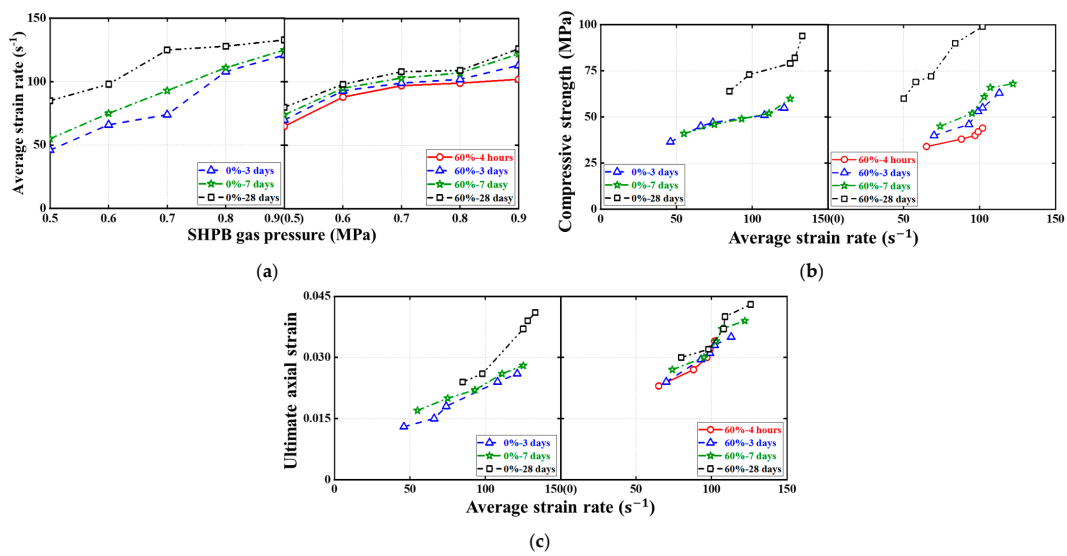 (a)
Average strain rate (s⁻¹)
150
100
50
0
0%-3 days
0%-7 days
0%-28 days
60%-4 hours
60%-3 days
60%-7 dasy
60%-28 dasy
0.5 0.6 0.7 0.8 0.9(0.5 0.6 0.7 0.8 0.9
SHPB gas pressure (MPa)
(a)
(b)
Compressive strength (MPa)
100
75
50
25
0
0%-3 days
0%-7 days
0%-28 days
60%-4 hours
60%-3 days
60%-7 days
60%-28 days
0 50 100 150(0) 50 100 150
Average strain rate (s⁻¹)
(b)
Ultimate axial strain
0.045
0.030
0.015
0
0%-3 days
0%-7 days
0%-28 days
60%-4 hours
60%-3 days
60%-7 days
60%-28 days
0 50 100 150(0) 50 100 150
Average strain rate (s⁻¹)
(c)